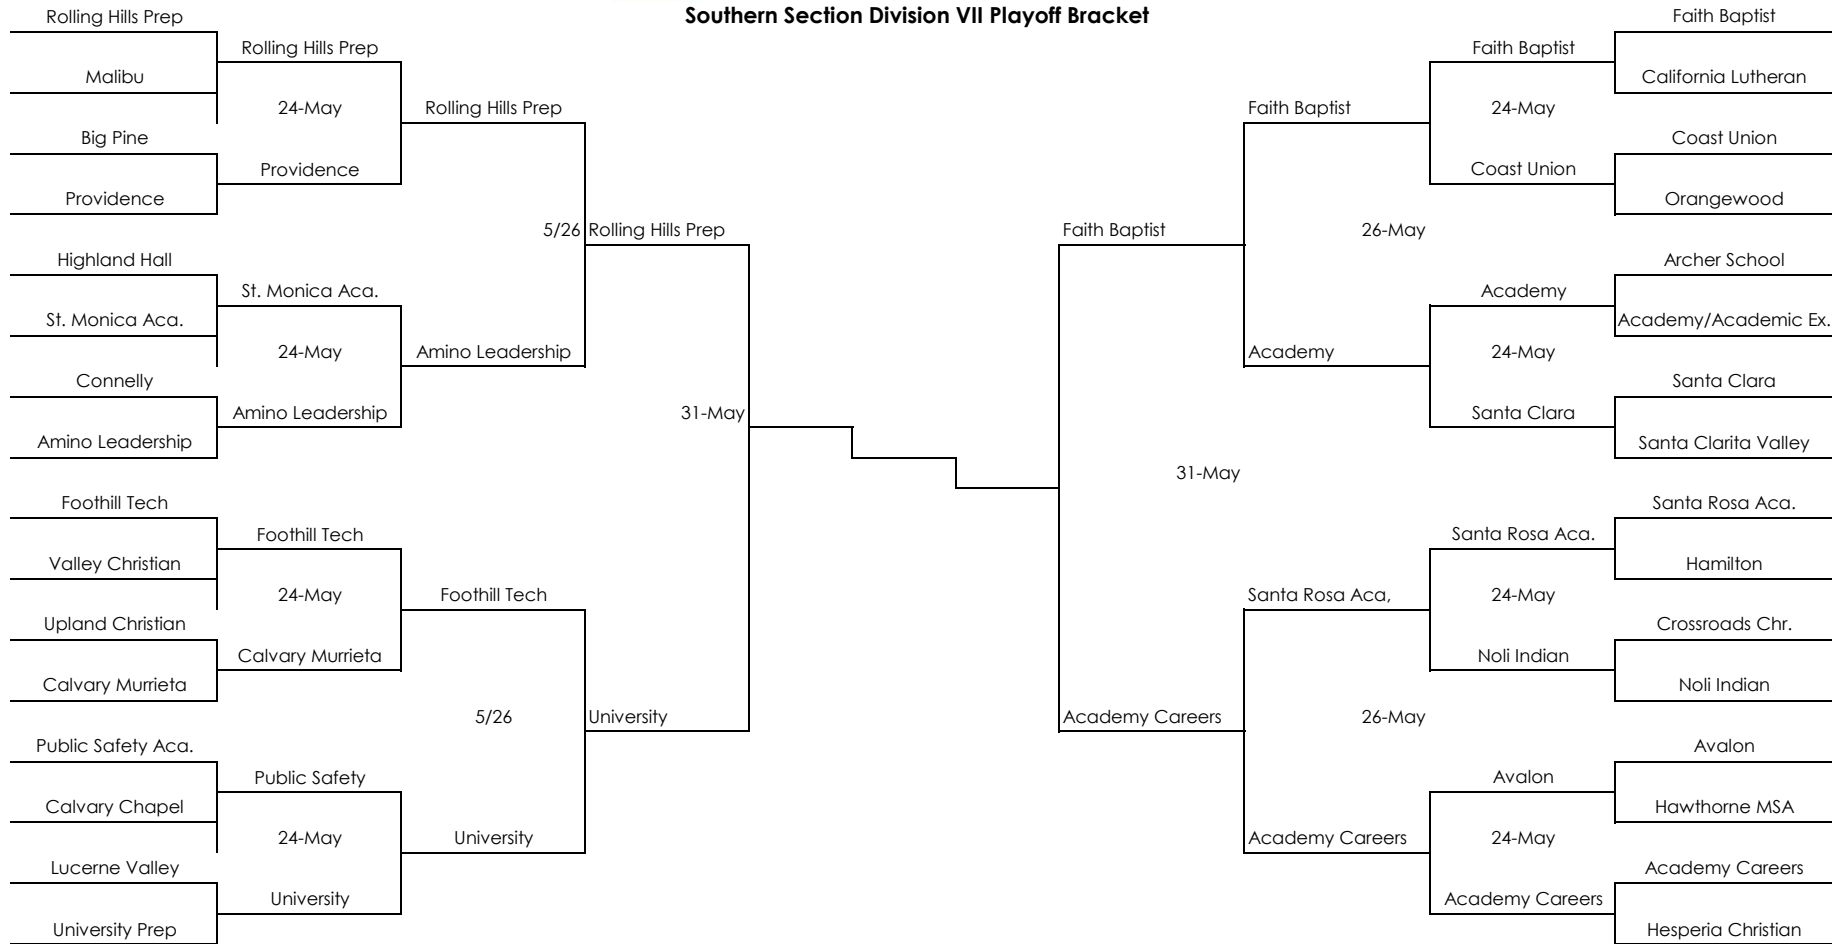 Southern Section Division VII Playoff Bracket
Rolling Hills Prep
Malibu
Big Pine
Providence
Highland Hall
St. Monica Aca.
Connelly
Amino Leadership
Foothill Tech
Valley Christian
Upland Christian
Calvary Murrieta
Public Safety Aca.
Calvary Chapel
Lucerne Valley
University Prep
Rolling Hills Prep
24-May
Providence
St. Monica Aca.
24-May
Amino Leadership
Foothill Tech
24-May
Calvary Murrieta
Public Safety
24-May
University
Rolling Hills Prep
5/26
Amino Leadership
Foothill Tech
5/26
University
Rolling Hills Prep
31-May
University
Faith Baptist
31-May
Academy Careers
Faith Baptist
26-May
Academy
Santa Rosa Aca,
26-May
Academy Careers
Faith Baptist
24-May
Coast Union
Academy
24-May
Santa Clara
Santa Rosa Aca.
24-May
Noli Indian
Avalon
24-May
Academy Careers
Faith Baptist
California Lutheran
Coast Union
Orangewood
Archer School
Academy/Academic Ex.
Santa Clara
Santa Clarita Valley
Santa Rosa Aca.
Hamilton
Crossroads Chr.
Noli Indian
Avalon
Hawthorne MSA
Academy Careers
Hesperia Christian